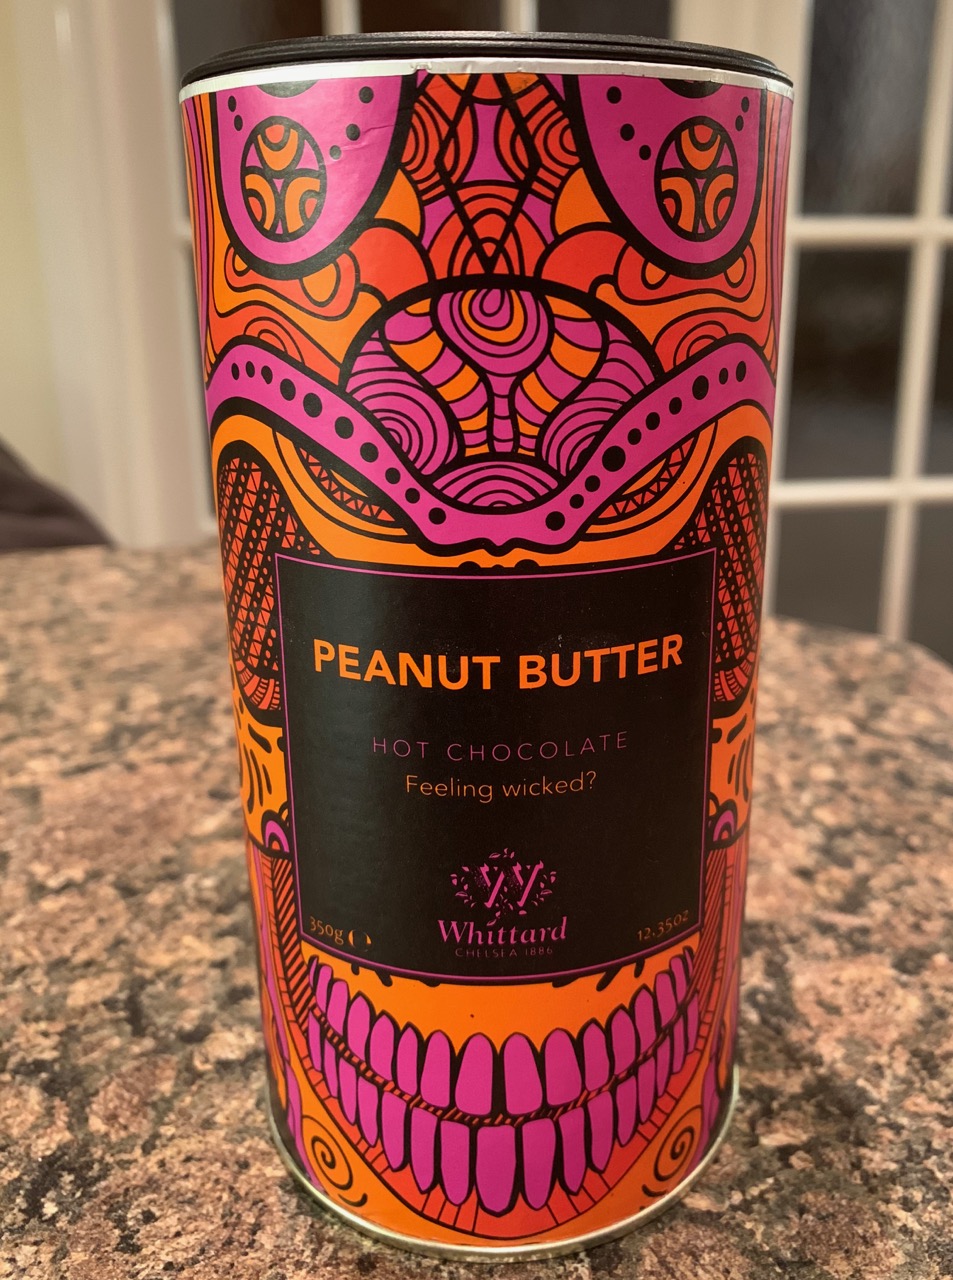 PEANUT BUTTER
HOT CHOCOLATE
Feeling wicked?
W
Whittard
CHELSEA 1886
350g ℮
12.35oz